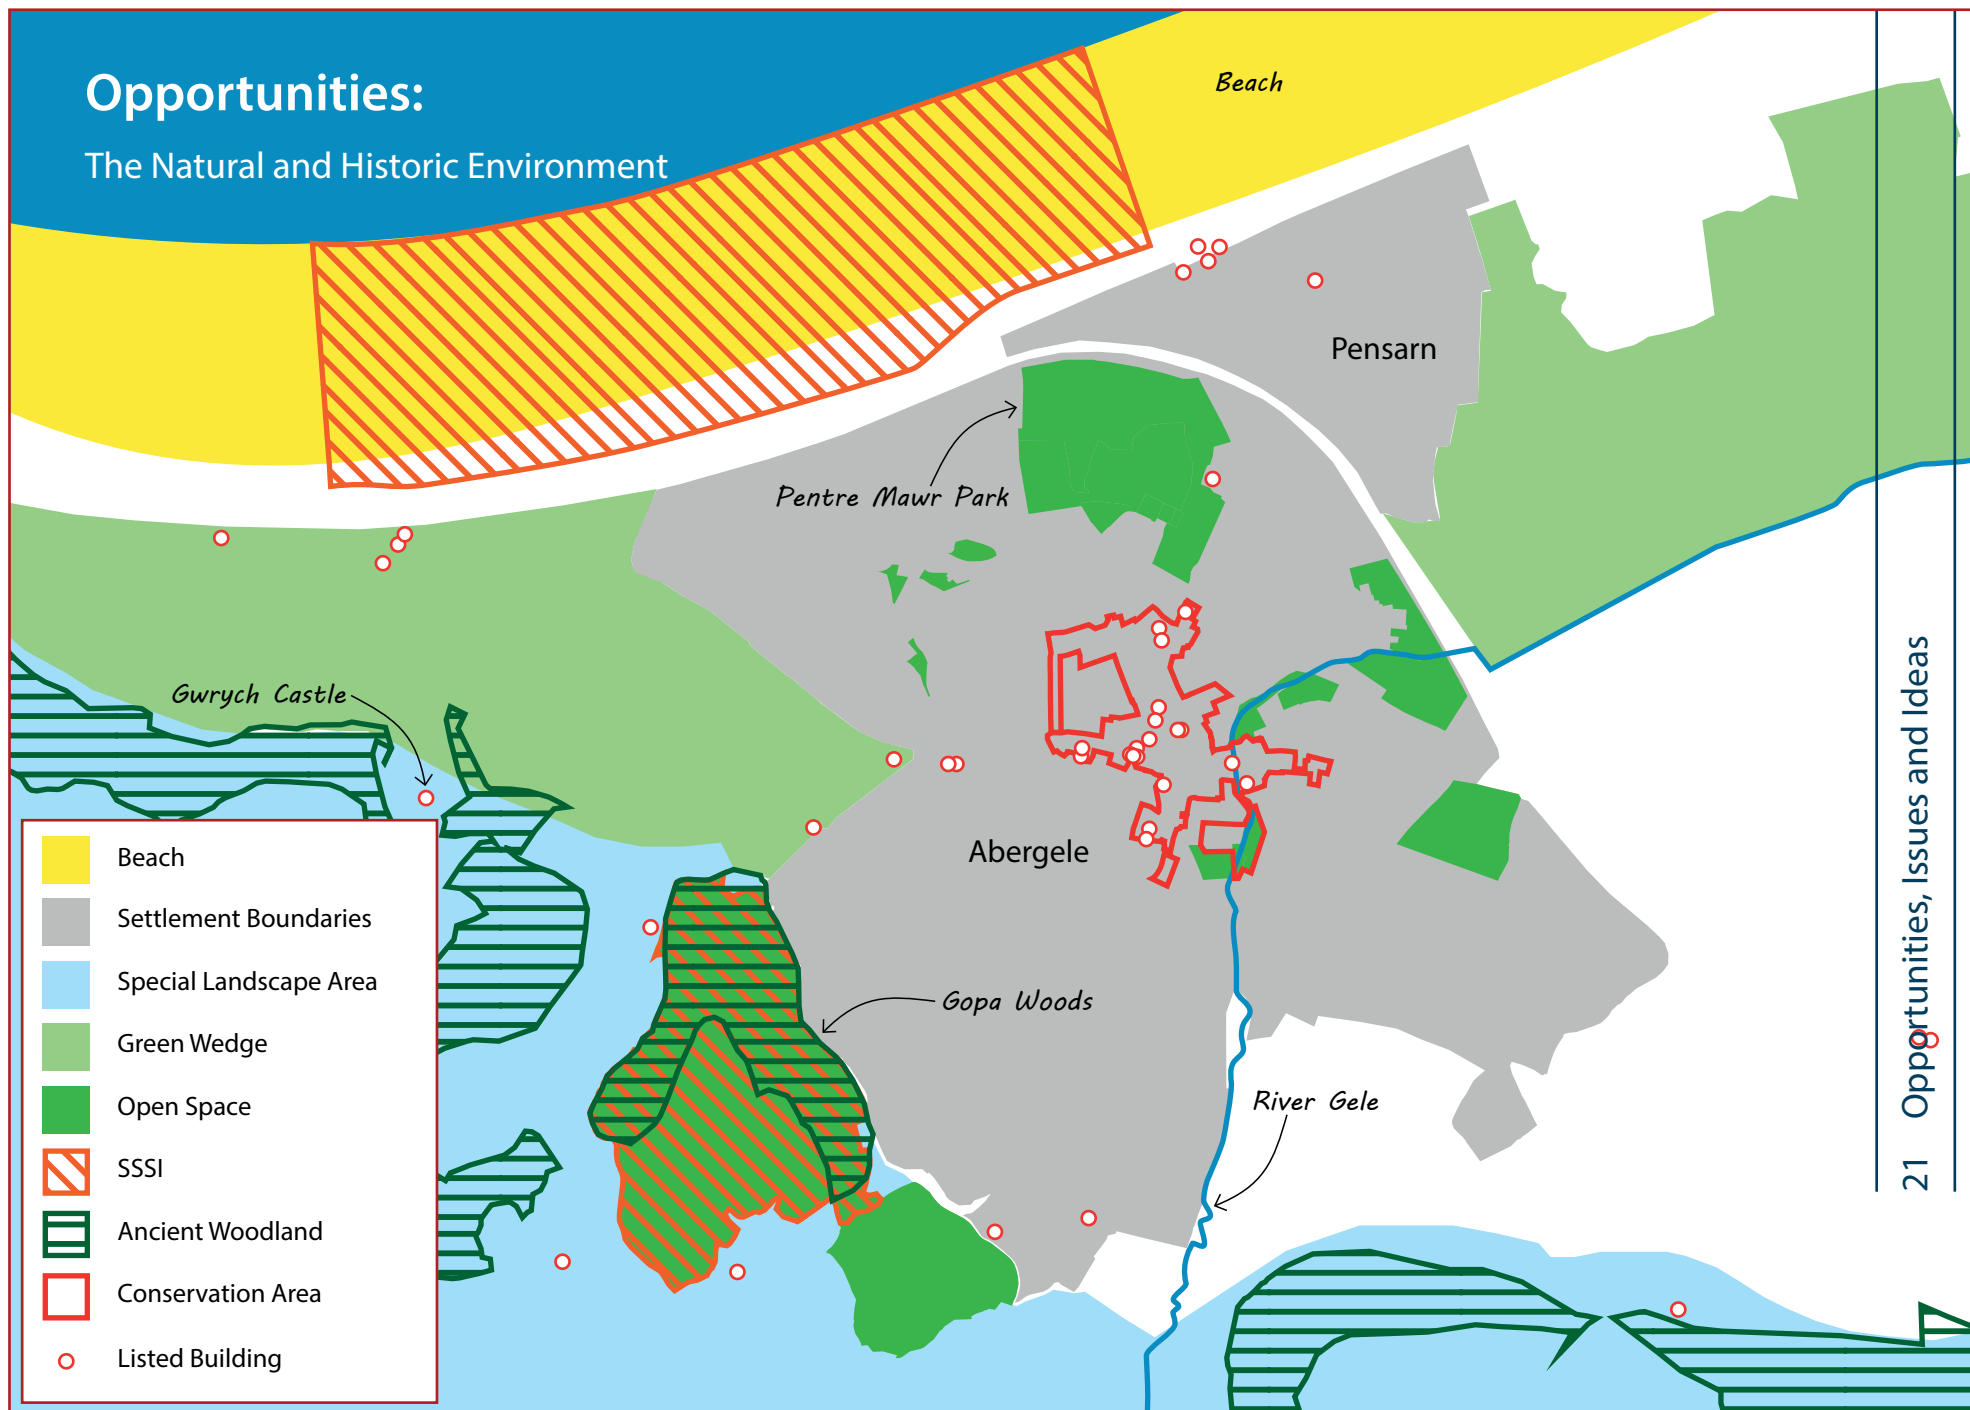 Opportunities:
The Natural and Historic Environment
Beach
Pensarn
Pentre Mawr Park
Gwrych Castle
Abergele
Gopa Woods
River Gele
Beach
Settlement Boundaries
Special Landscape Area
Green Wedge
Open Space
SSSI
Ancient Woodland
Conservation Area
Listed Building
21 Opportunities, Issues and Ideas